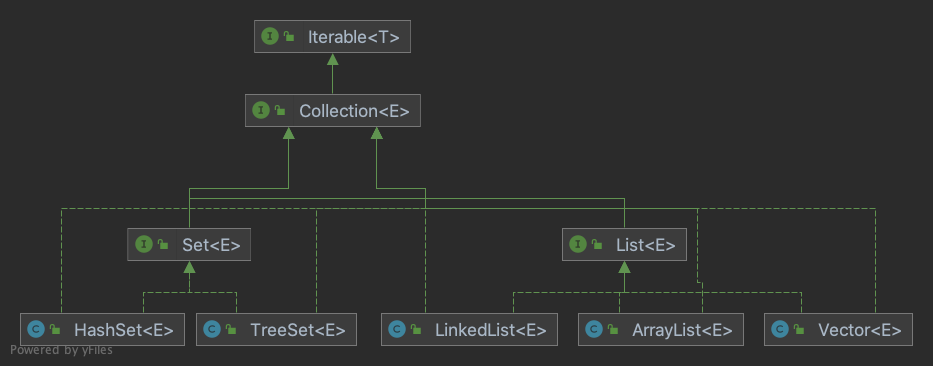 I Iterable<T>
I Collection<E>
I Set<E>
I List<E>
C HashSet<E>
C TreeSet<E>
C LinkedList<E>
C ArrayList<E>
C Vector<E>
Powered by yFiles